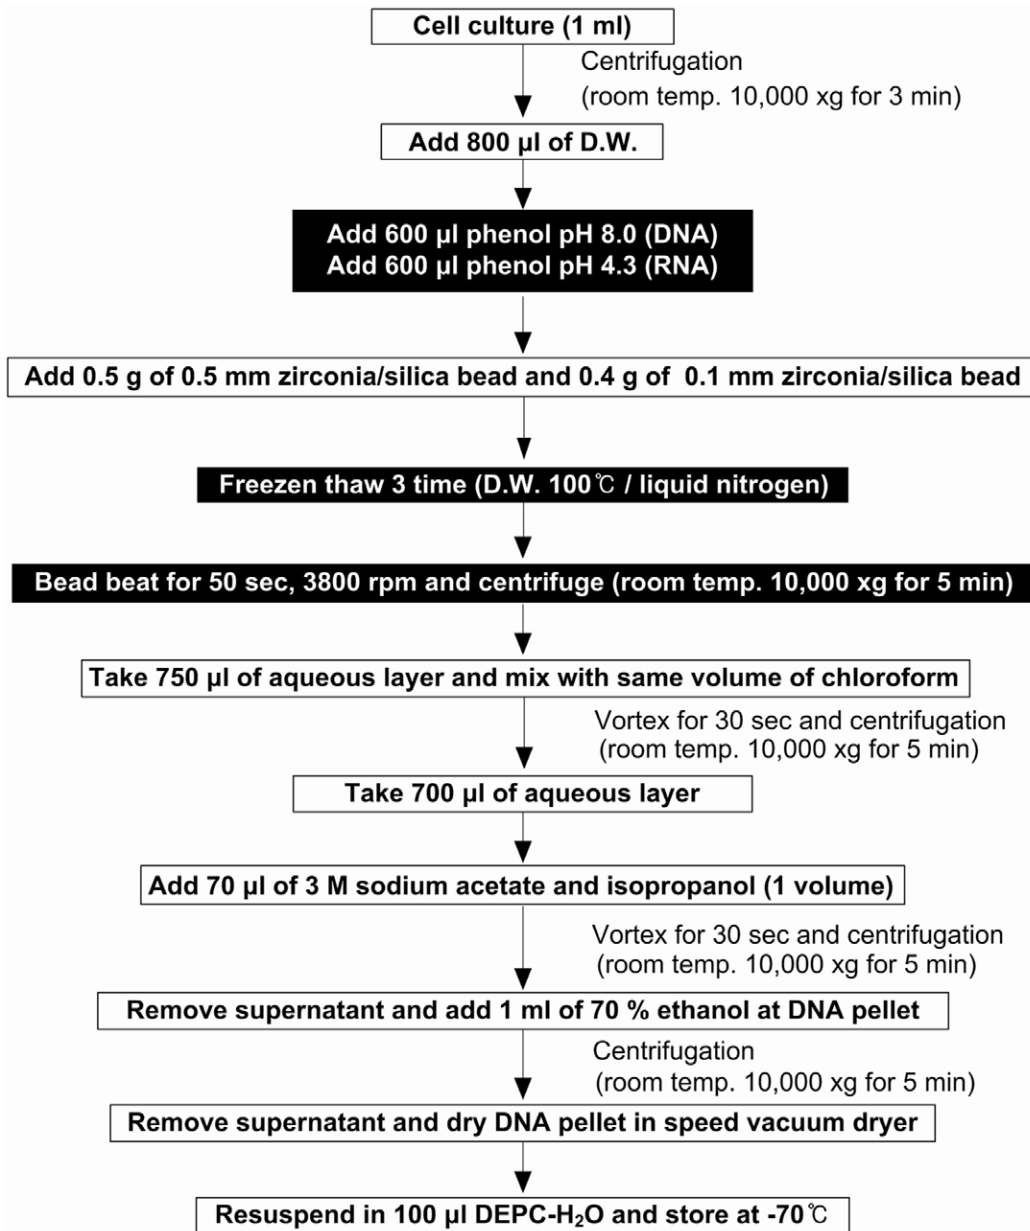 Cell culture (1 ml)
Centrifugation
(room temp. 10,000 xg for 3 min)
Add 800 µl of D.W.
Add 600 µl phenol pH 8.0 (DNA)
Add 600 µl phenol pH 4.3 (RNA)
Add 0.5 g of 0.5 mm zirconia/silica bead and 0.4 g of 0.1 mm zirconia/silica bead
Freezen thaw 3 time (D.W. 100℃ / liquid nitrogen)
Bead beat for 50 sec, 3800 rpm and centrifuge (room temp. 10,000 xg for 5 min)
Take 750 µl of aqueous layer and mix with same volume of chloroform
Vortex for 30 sec and centrifugation
(room temp. 10,000 xg for 5 min)
Take 700 µl of aqueous layer
Add 70 µl of 3 M sodium acetate and isopropanol (1 volume)
Vortex for 30 sec and centrifugation
(room temp. 10,000 xg for 5 min)
Remove supernatant and add 1 ml of 70 % ethanol at DNA pellet
Centrifugation
(room temp. 10,000 xg for 5 min)
Remove supernatant and dry DNA pellet in speed vacuum dryer
Resuspend in 100 µl DEPC-H₂O and store at -70℃